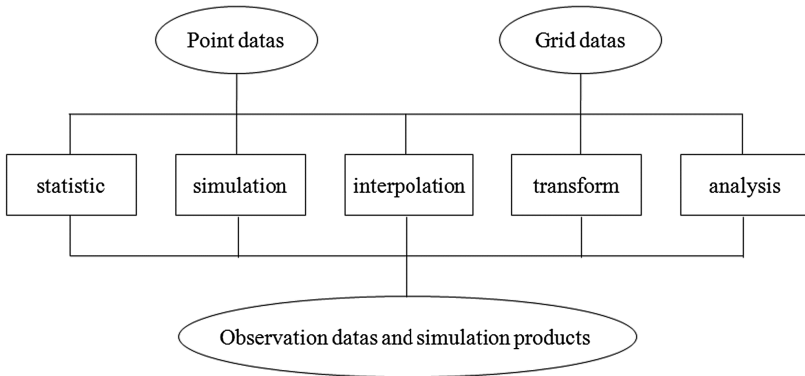 Point datas
Grid datas
statistic
simulation
interpolation
transform
analysis
Observation datas and simulation products